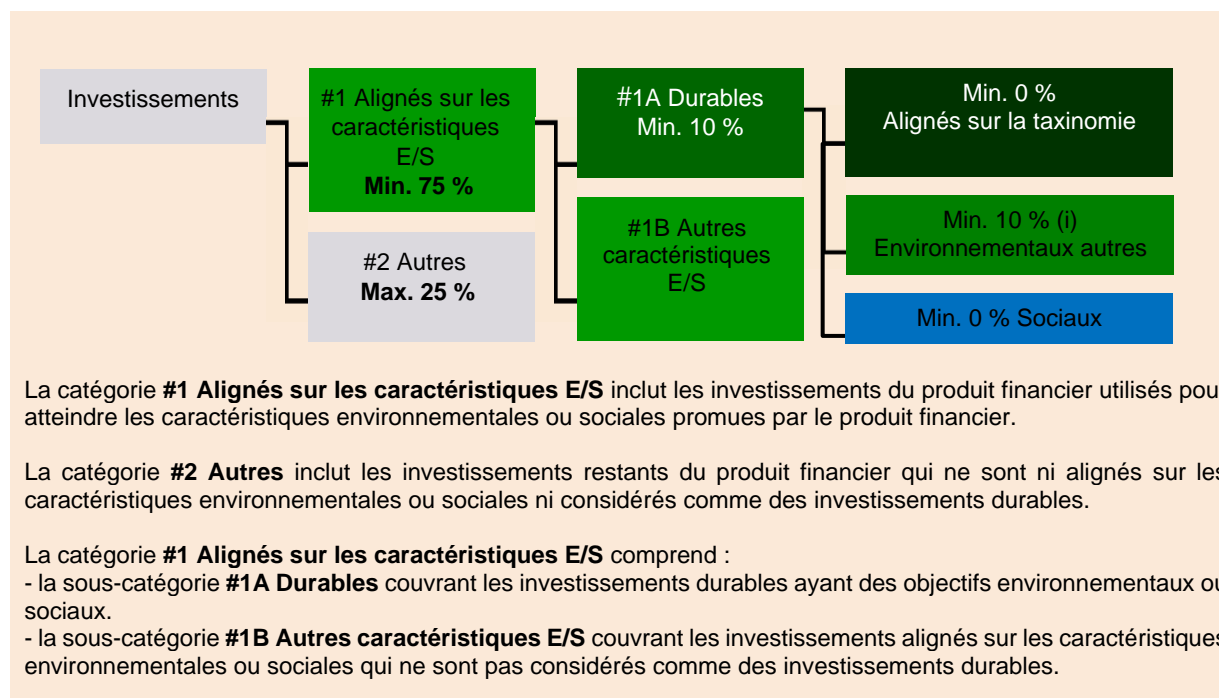 Investissements
#1 Alignés sur les
caractéristiques
E/S
Min. 75 %
#2 Autres
Max. 25 %
#1A Durables
Min. 10 %
#1B Autres
caractéristiques
E/S
Min. 0 %
Alignés sur la taxinomie
Min. 10 % (i)
Environnementaux autres
Min. 0 % Sociaux
La catégorie #1 Alignés sur les caractéristiques E/S inclut les investissements du produit financier utilisés pou
atteindre les caractéristiques environnementales ou sociales promues par le produit financier.
La catégorie #2 Autres inclut les investissements restants du produit financier qui ne sont ni alignés sur les
caractéristiques environnementales ou sociales ni considérés comme des investissements durables.
La catégorie #1 Alignés sur les caractéristiques E/S comprend :
- la sous-catégorie #1A Durables couvrant les investissements durables ayant des objectifs environnementaux ou
sociaux.
- la sous-catégorie #1B Autres caractéristiques E/S couvrant les investissements alignés sur les caractéristiques
environnementales ou sociales qui ne sont pas considérés comme des investissements durables.